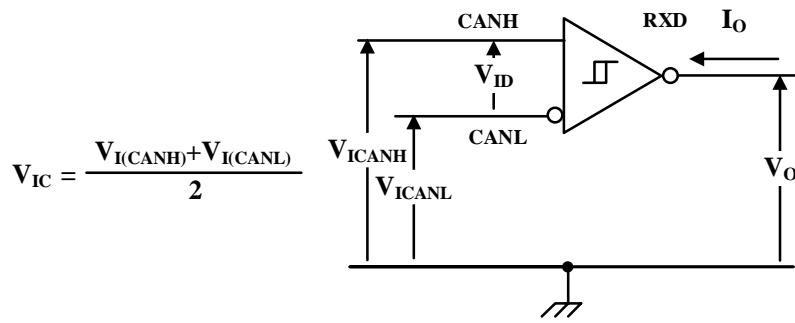 CANH
RXD
I_O
V_ID
CANL
V_IC = V_I(CANH)+V_I(CANL)
2
V_ICANH
V_ICANL
V_O